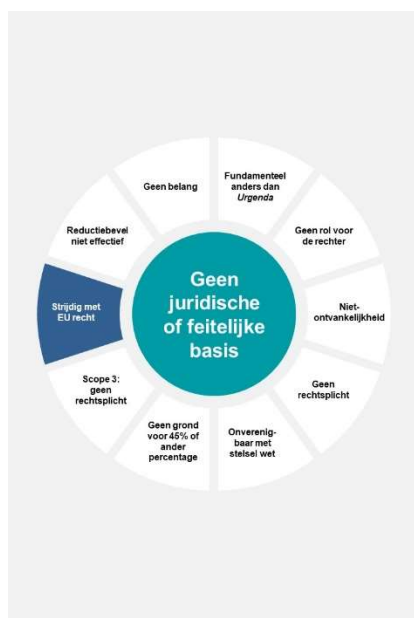 Geen belang
Fundamenteel
anders dan
Urgenda
Reductiebevel
niet effectief
Geen rol voor
de rechter
Geen
juridische
of feitelijke
basis
Strijdig met
EU recht
Niet-
ontvankelijkheid
Scope 3:
geen
rechtsplicht
Geen
rechtsplicht
Geen grond
voor 45% of
ander
percentage
Onverenig-
baar met
stelsel wet